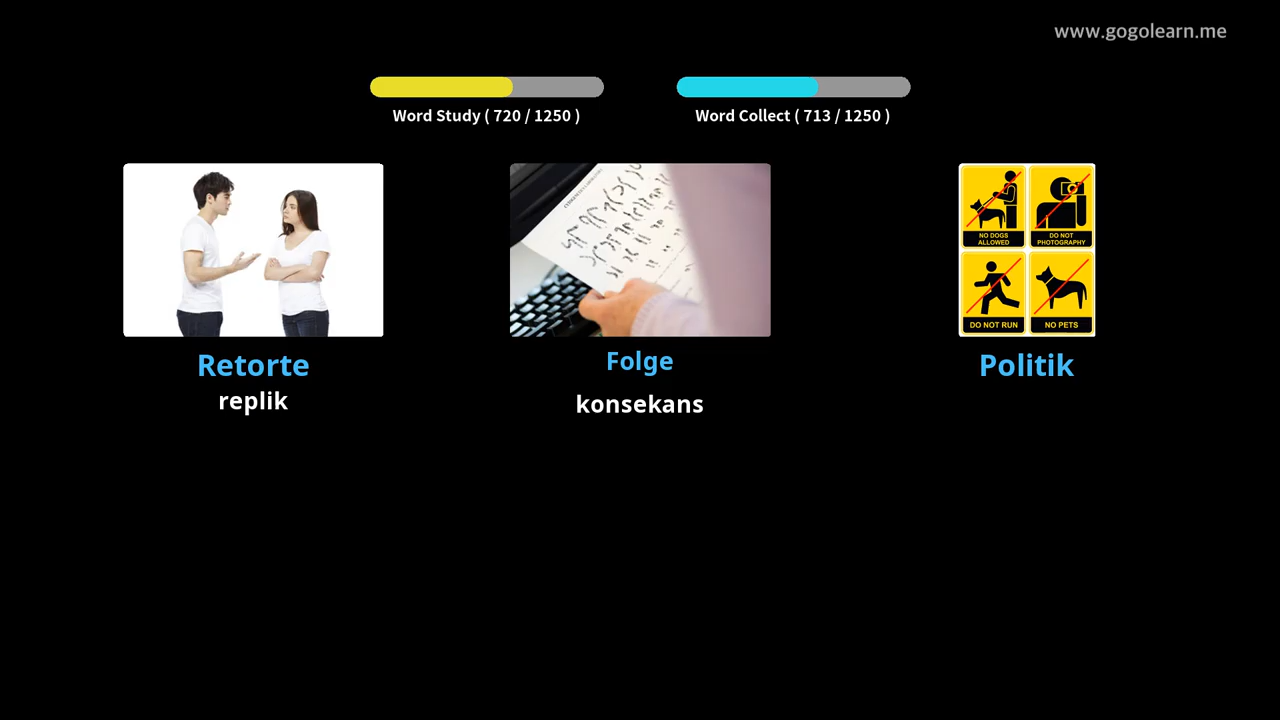 www.gogolearn.me
Word Study ( 720 / 1250 )
Word Collect ( 713 / 1250 )
NO DOGS
ALLOWED
DO NOT
PHOTOGRAPHY
DO NOT RUN
NO PETS
Retorte
Folge
Politik
replik
konsekans